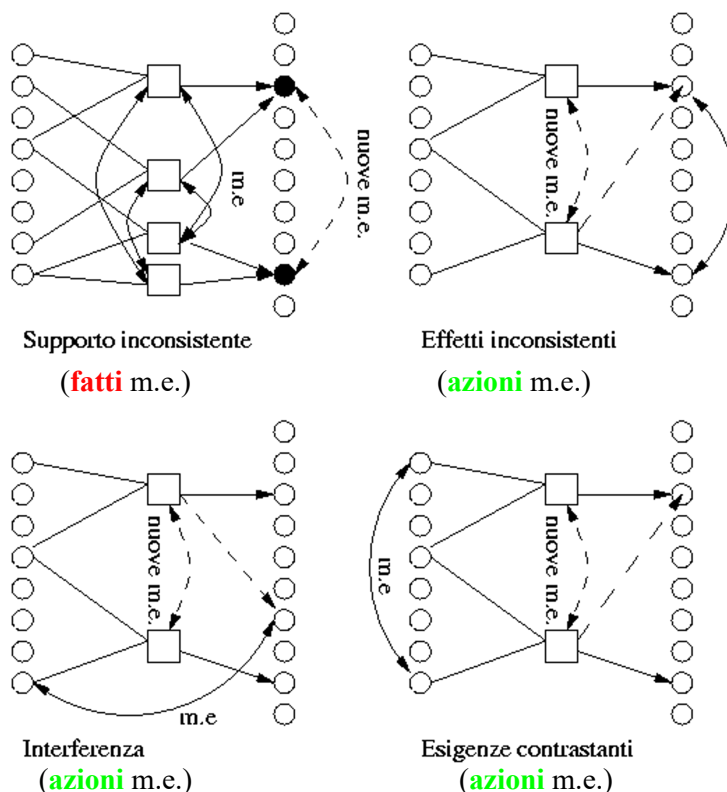 m.e
nuove m.e.
nuove m.e.
Supporto inconsistente
(fatti m.e.)
Effetti inconsistenti
(azioni m.e.)
nuove m.e.
m.e
Interferenza
(azioni m.e.)
m.e
nuove m.e.
Esigenze contrastanti
(azioni m.e.)